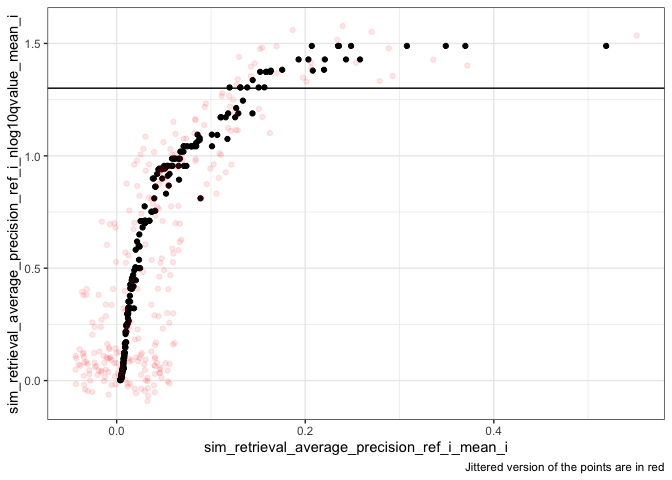 sim_retrieval_average_precision_ref_i_nlog10qvalue_mean_i
1.5
1.0
0.5
0.0
0.0
0.2
0.4
sim_retrieval_average_precision_ref_i_mean_i
Jittered version of the points are in red